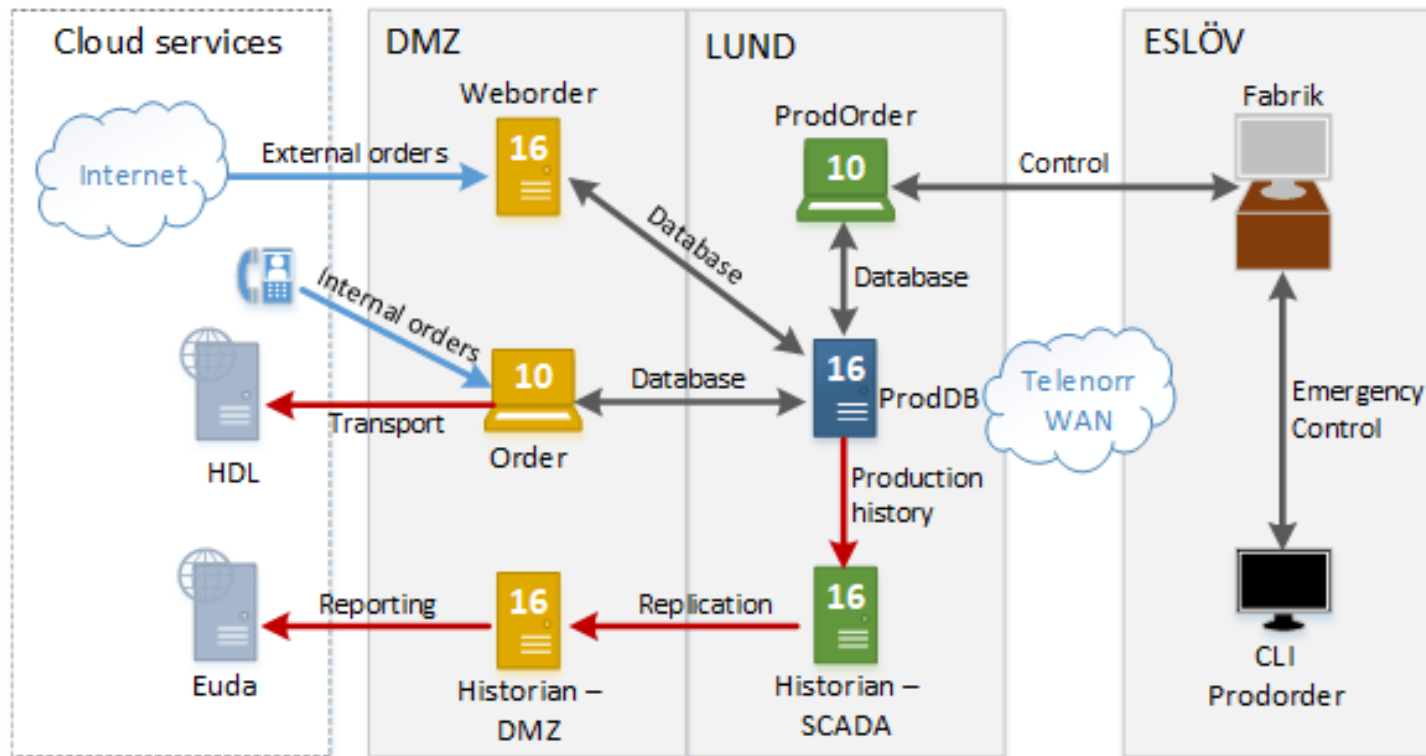 Cloud services
DMZ
LUND
ESLÖV
Weborder
16
ProdOrder
10
Fabrik
Internet
External orders
Control
Database
Database
Internal orders
10
Order
Database
16
ProdDB
Telenorr
WAN
Emergency
Control
Transport
HDL
Production
history
Reporting
16
Replication
16
Euda
Historian –
DMZ
Historian –
SCADA
CLI
Prodorder